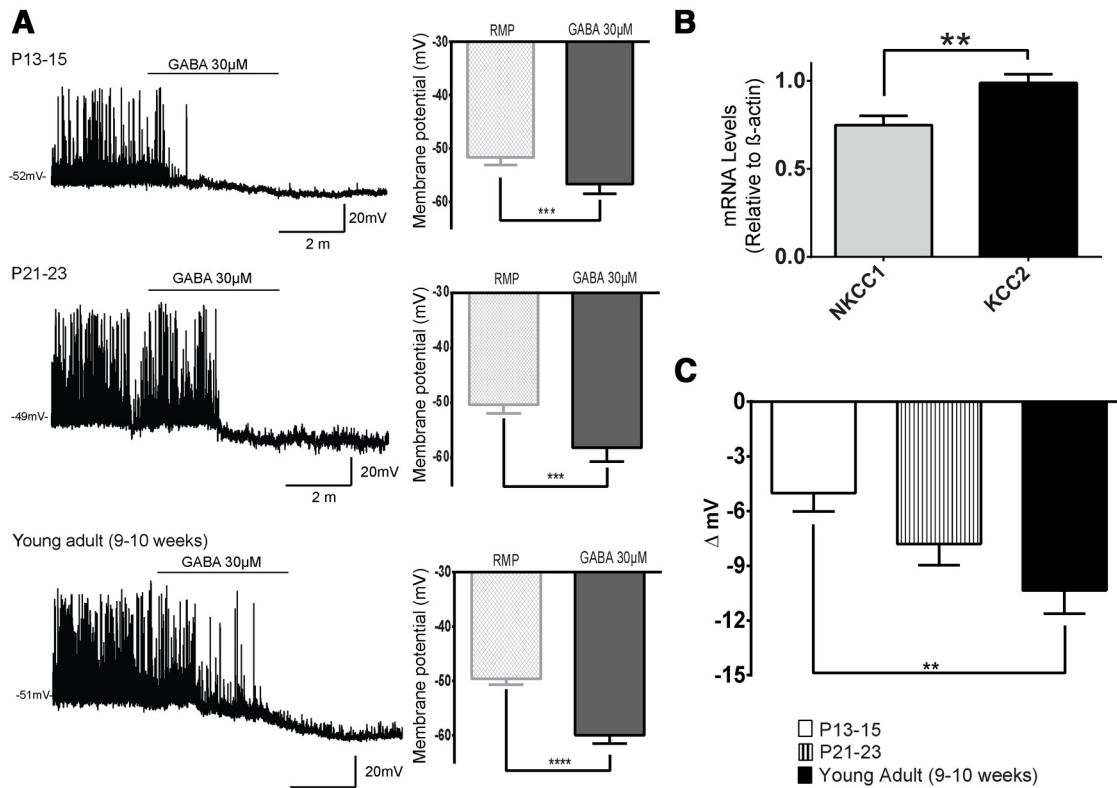 A
P13-15
GABA 30µM
-52mV-
20mV
2 m
RMP
GABA 30µM
Membrane potential (mV)
-30
-40
-50
-60
***
P21-23
GABA 30µM
-49mV-
20mV
2 m
RMP
GABA 30µM
Membrane potential (mV)
-30
-40
-50
-60
***
Young adult (9-10 weeks)
GABA 30µM
-51mV-
20mV
RMP
GABA 30µM
Membrane potential (mV)
-30
-40
-50
-60
****
B
**
mRNA Levels
(Relative to ß-actin)
1.0
0.5
0.0
NKCC1
KCC2
C
Δ mV
0
-3
-6
-9
-12
-15
**
P13-15
P21-23
Young Adult (9-10 weeks)